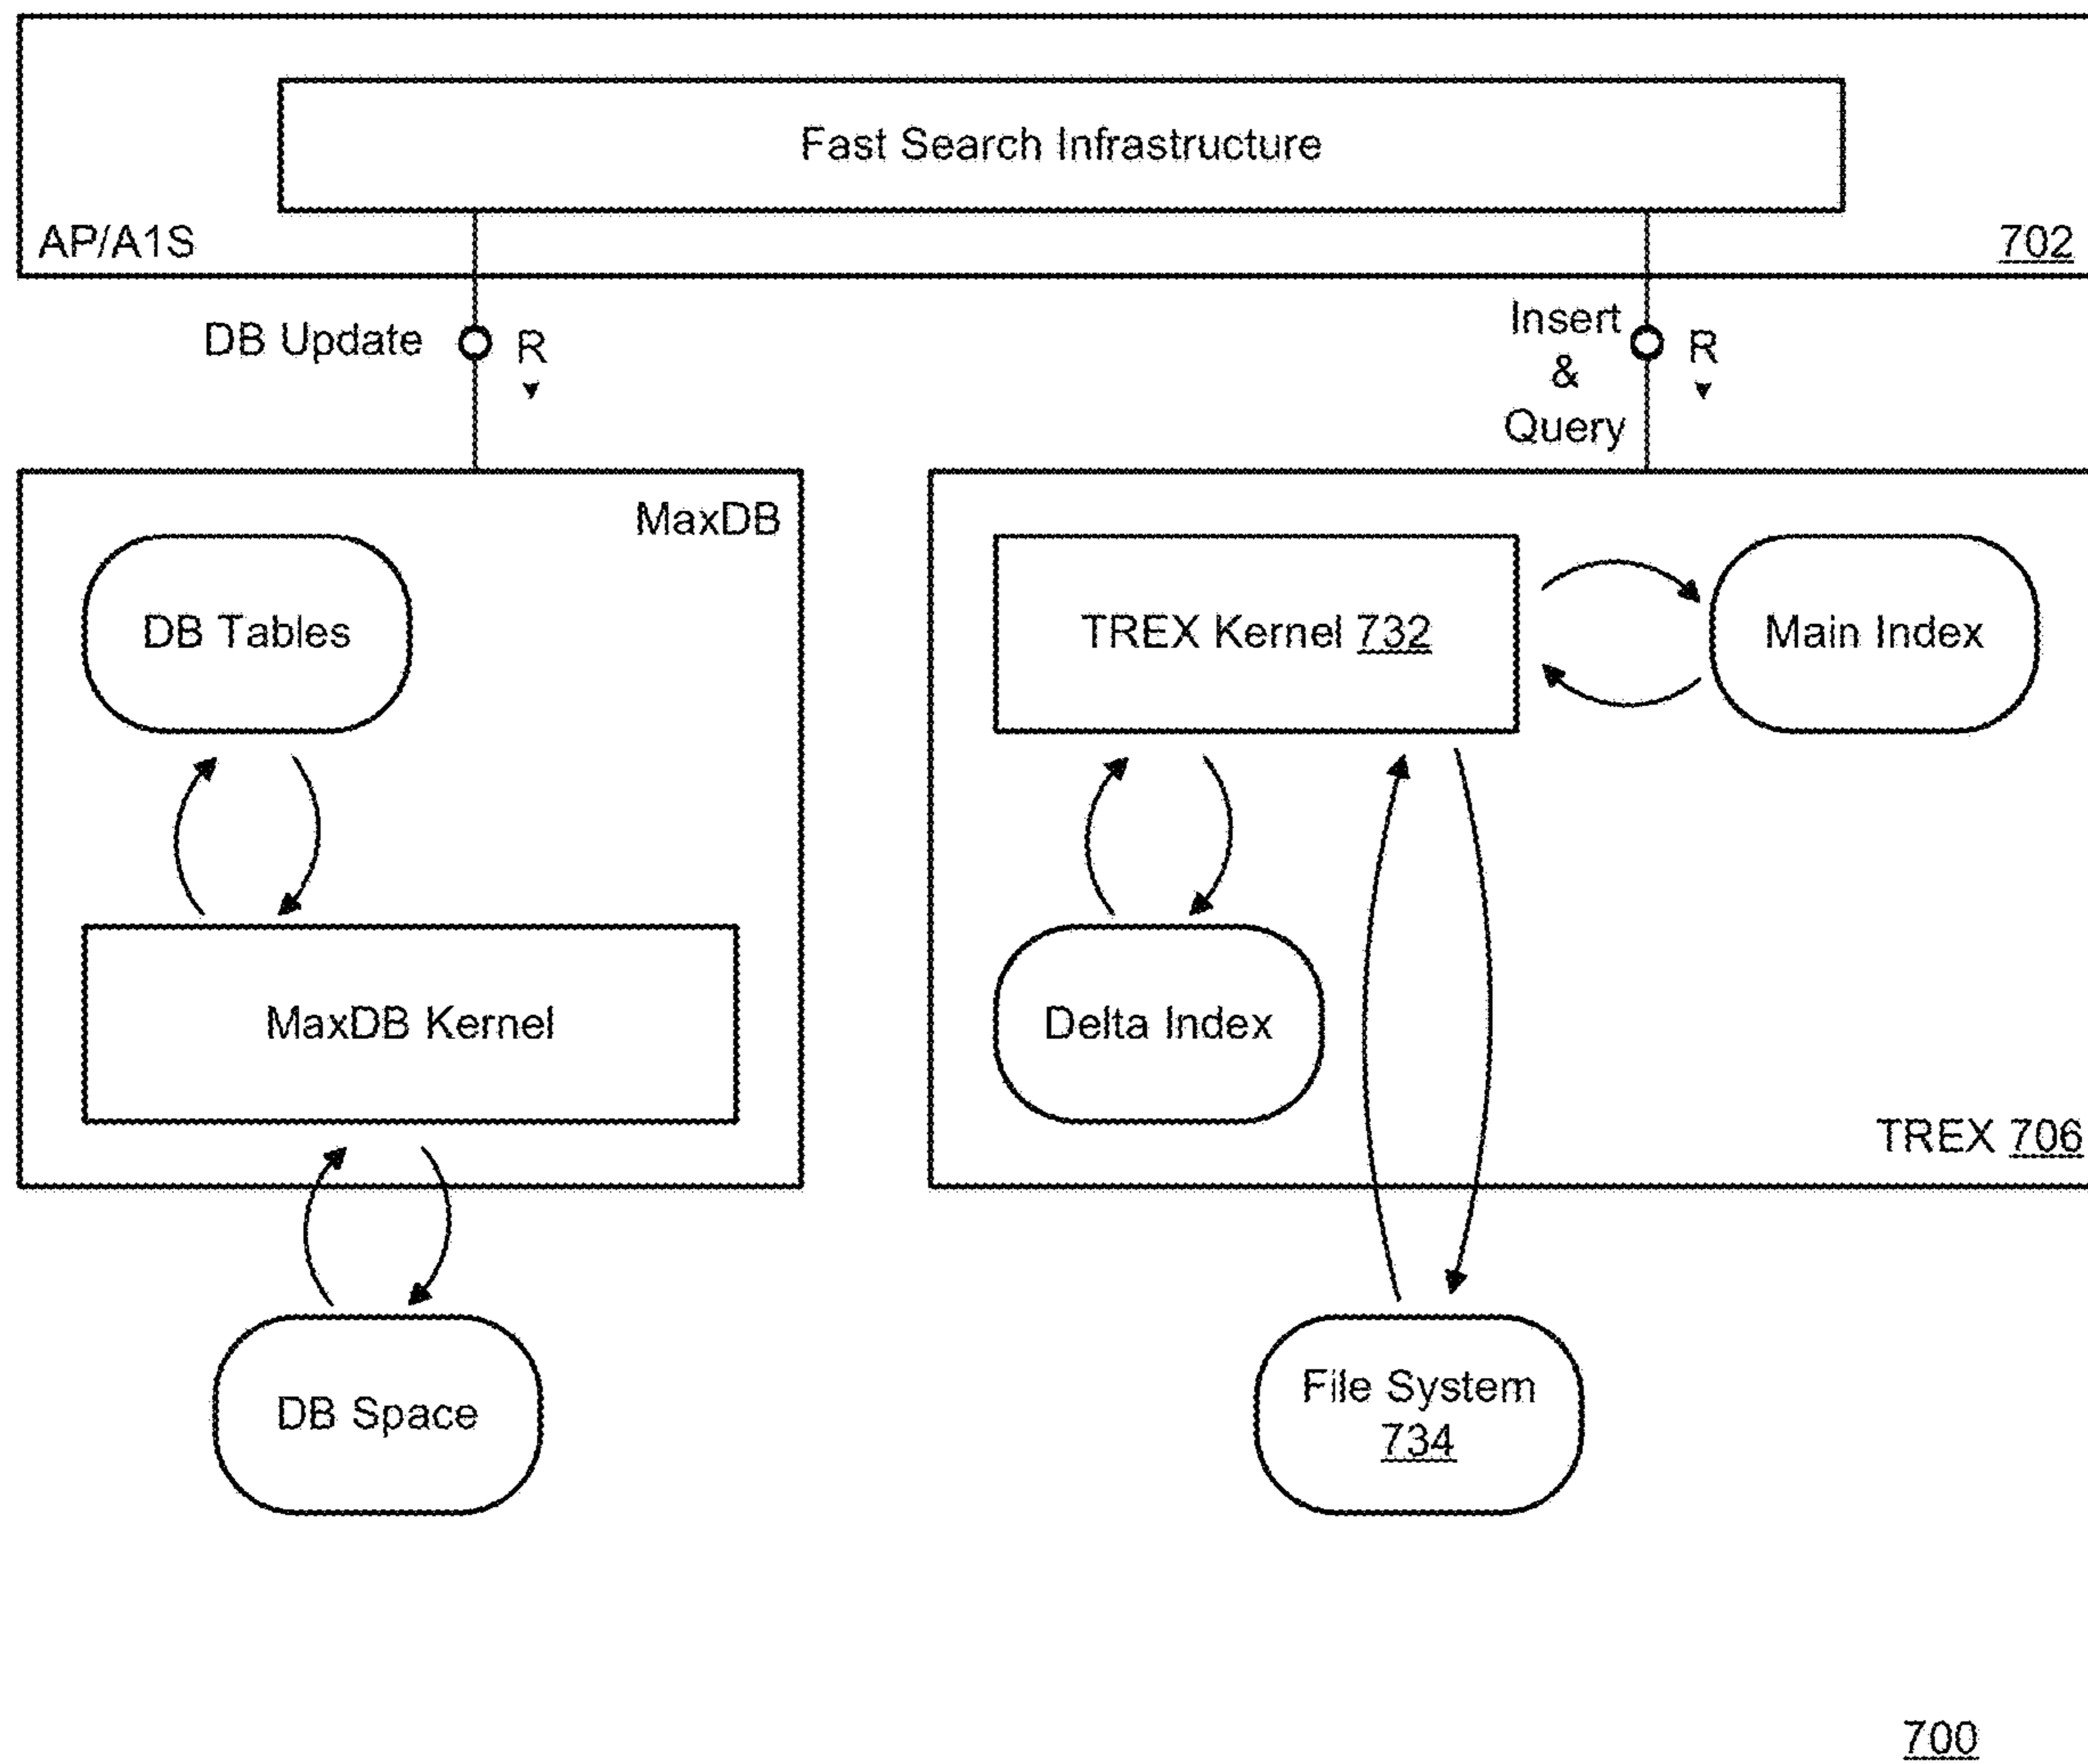 Fast Search Infrastructure
AP/A1S
702
DB Update
R
Insert
&
Query
R
MaxDB
DB Tables
TREX Kernel 732
Main Index
MaxDB Kernel
Delta Index
TREX 706
DB Space
File System
734
700